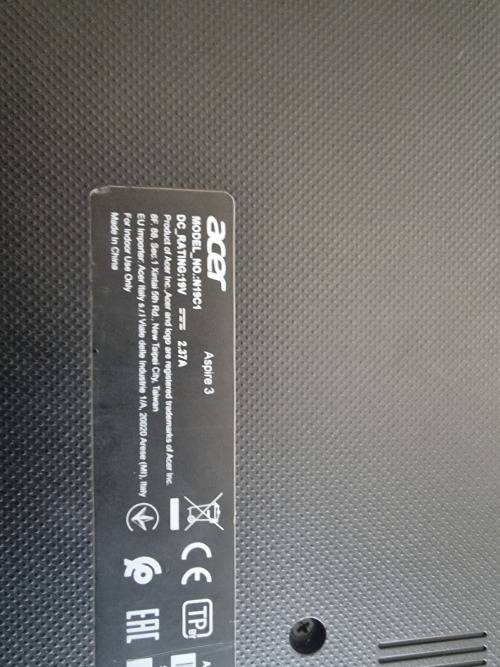 acer
Aspire 3
MODEL_NO.:N19C1
DC_RATING:19V ⎓ 2.37A
Product of Acer Inc.,Acer and logo are registered trademarks of Acer Inc.
8F, 88, Sec.1 Xintai 5th Rd., New Taipei City, Taiwan
EU Importer: Acer Italy s.r.l Viale delle Industrie 1/A, 20020 Arese (MI), Italy
For Indoor Use Only
Made in China
CE
TP
er
EAC